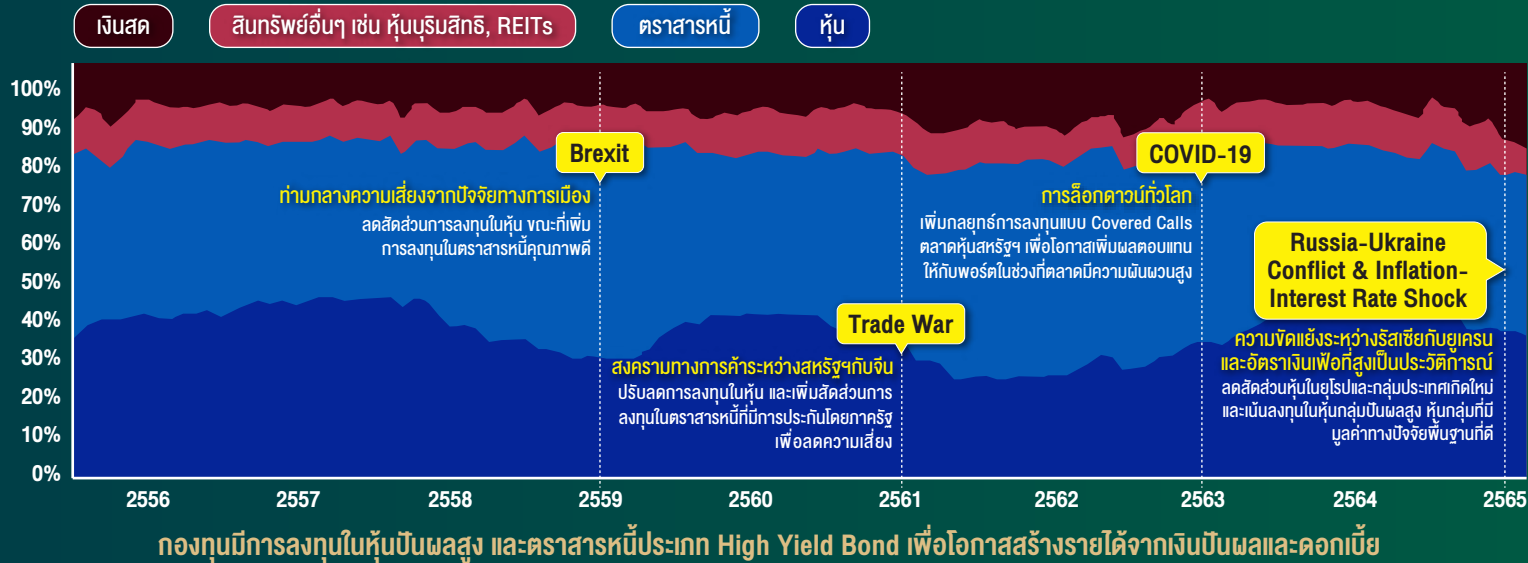 เงินสด
สินทรัพย์อื่นๆ เช่น หุ้นบุริมสิทธิ, REITs
ตราสารหนี้
หุ้น
100%
90%
80%
70%
60%
50%
40%
30%
20%
10%
0%
Brexit
ท่ามกลางความเสี่ยงจากปัจจัยทางการเมือง
ลดสัดส่วนการลงทุนในหุ้น ขณะที่เพิ่ม
การลงทุนในตราสารหนี้คุณภาพดี
Trade War
สงครามทางการค้าระหว่างสหรัฐฯกับจีน
ปรับลดการลงทุนในหุ้น และเพิ่มสัดส่วนการ
ลงทุนในตราสารหนี้ที่มีการประกันโดยภาครัฐ
เพื่อลดความเสี่ยง
COVID-19
การล็อกดาวน์ทั่วโลก
เพิ่มกลยุทธ์การลงทุนแบบ Covered Calls
ตลาดหุ้นสหรัฐฯ เพื่อโอกาสเพิ่มผลตอบแทน
ให้กับพอร์ตในช่วงที่ตลาดมีความผันผวนสูง
Russia-Ukraine
Conflict & Inflation-
Interest Rate Shock
ความขัดแย้งระหว่างรัสเซียกับยูเครน
และอัตราเงินเฟ้อที่สูงเป็นประวัติการณ์
ลดสัดส่วนหุ้นในยุโรปและกลุ่มประเทศเกิดใหม่
และเน้นลงทุนในหุ้นกลุ่มปันผลสูง หุ้นกลุ่มที่มี
มูลค่าทางปัจจัยพื้นฐานที่ดี
2556
2557
2558
2559
2560
2561
2562
2563
2564
2565
กองทุนมีการลงทุนในหุ้นปันผลสูง และตราสารหนี้ประเภท High Yield Bond เพื่อโอกาสสร้างรายได้จากเงินปันผลและดอกเบี้ย